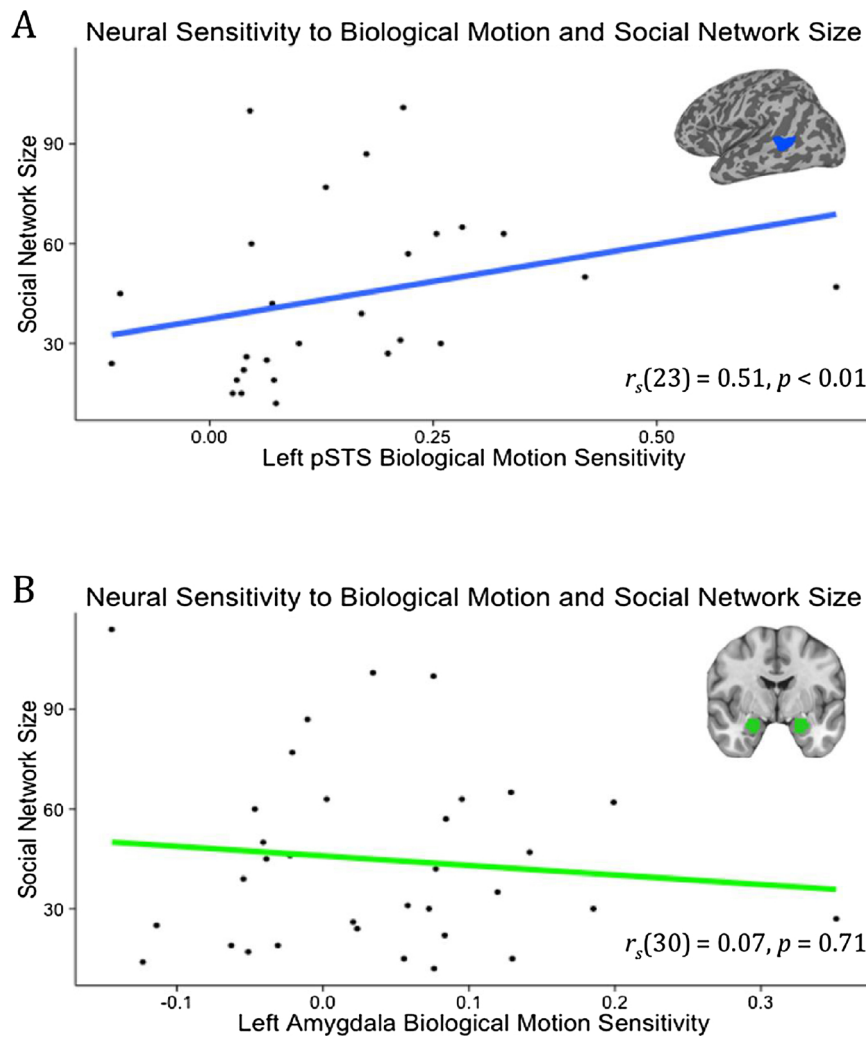 A
Neural Sensitivity to Biological Motion and Social Network Size
90
60
30
Social Network Size
rs(23) = 0.51, p < 0.01
0.00 0.25 0.50
Left pSTS Biological Motion Sensitivity
B
Neural Sensitivity to Biological Motion and Social Network Size
90
60
30
Social Network Size
rs(30) = 0.07, p = 0.71
-0.1 0.0 0.1 0.2 0.3
Left Amygdala Biological Motion Sensitivity